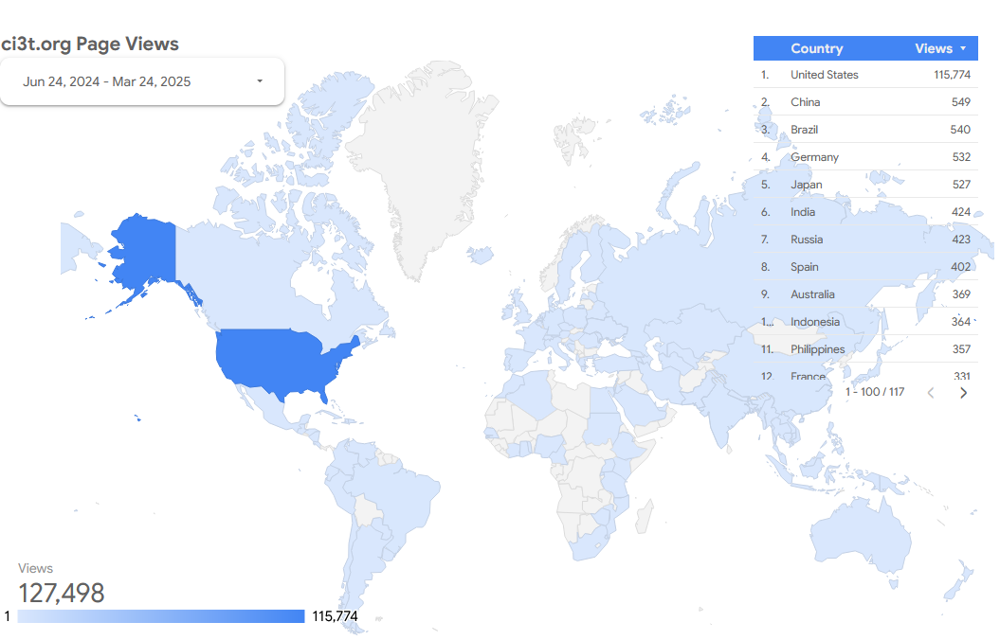 ci3t.org Page Views
Jun 24, 2024 - Mar 24, 2025
Country Views
1. United States 115,774
2. China 549
3. Brazil 540
4. Germany 532
5. Japan 527
6. India 424
7. Russia 423
8. Spain 402
9. Australia 369
1... Indonesia 364
11. Philippines 357
12. France 331
1 - 100 / 117
Views
127,498
1 115,774